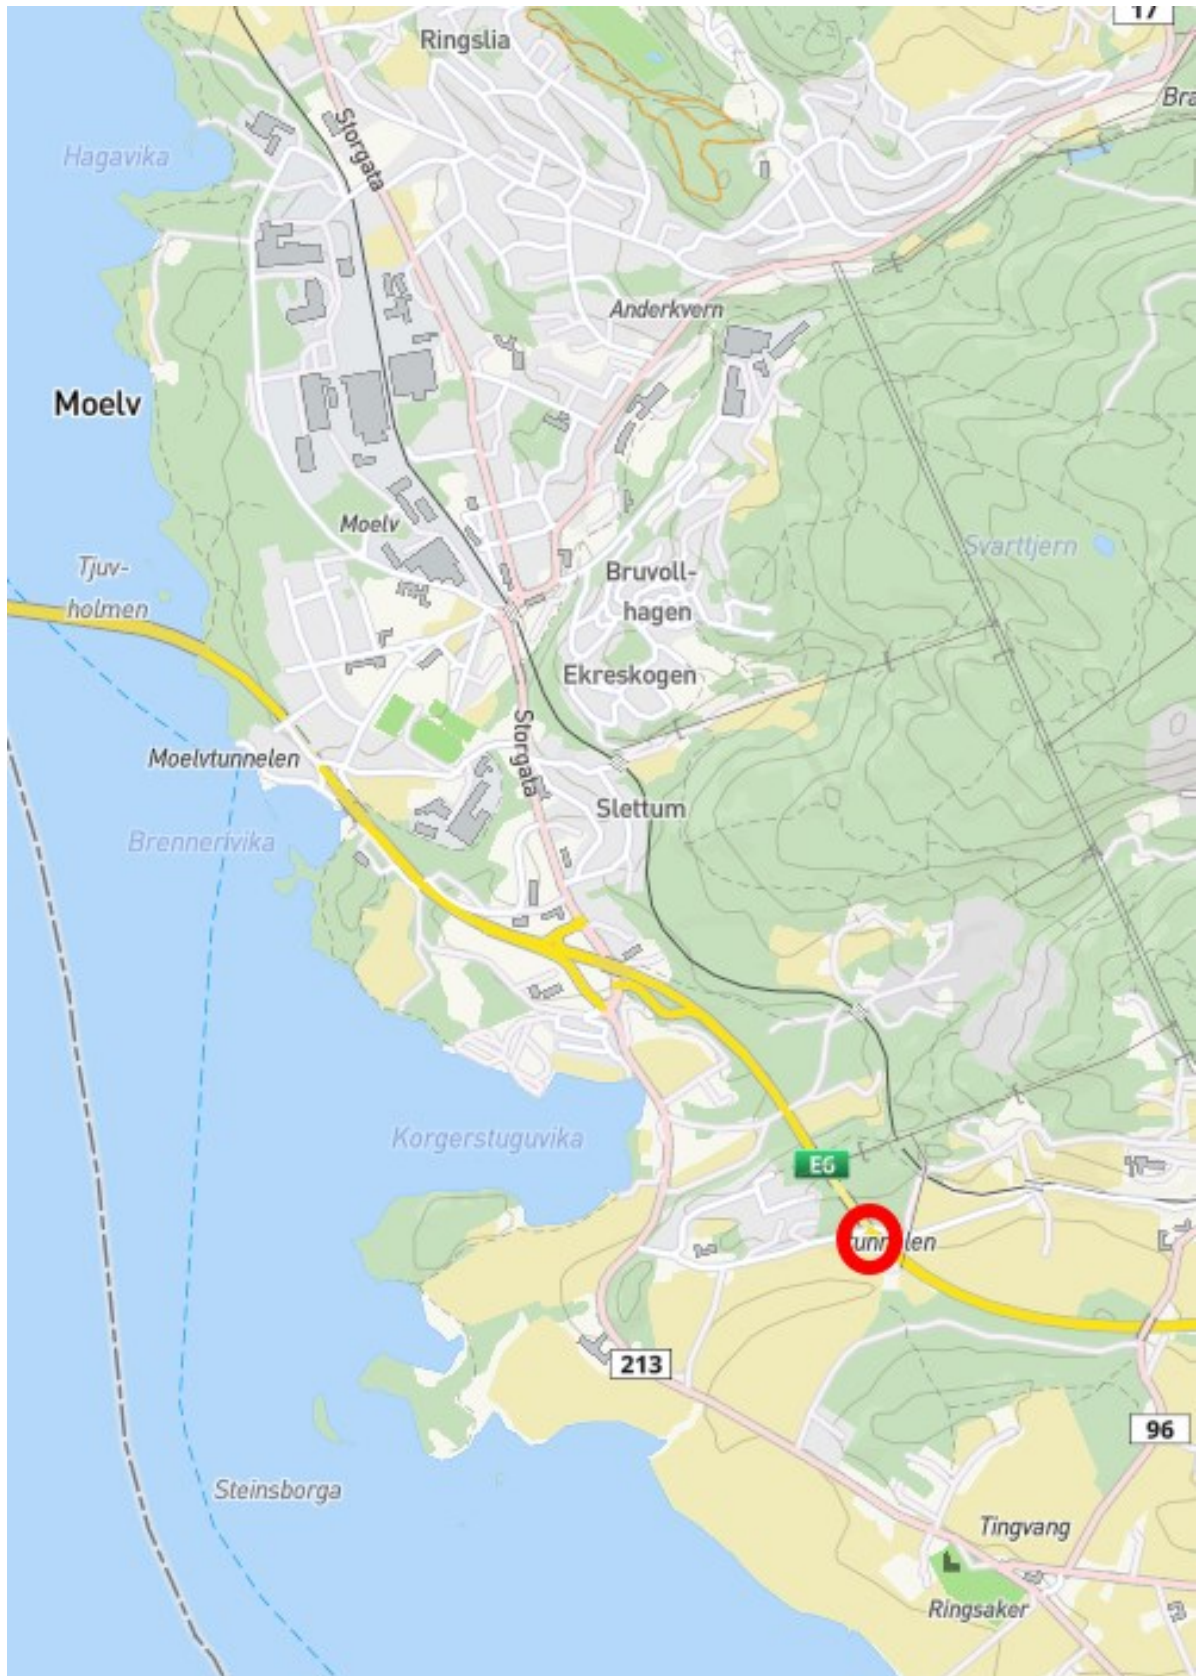 17
Ringslia
Bra
Storgata
Hagavika
Anderkvern
Moelv
Moelv
Svarttjern
Tjuv-
holmen
Bruvoll-
hagen
Ekreskogen
Storgata
Moelvtunnelen
Slettum
Brennerivika
Korgerstuguvika
E6
213
96
Steinsborga
Tingvang
Ringsaker